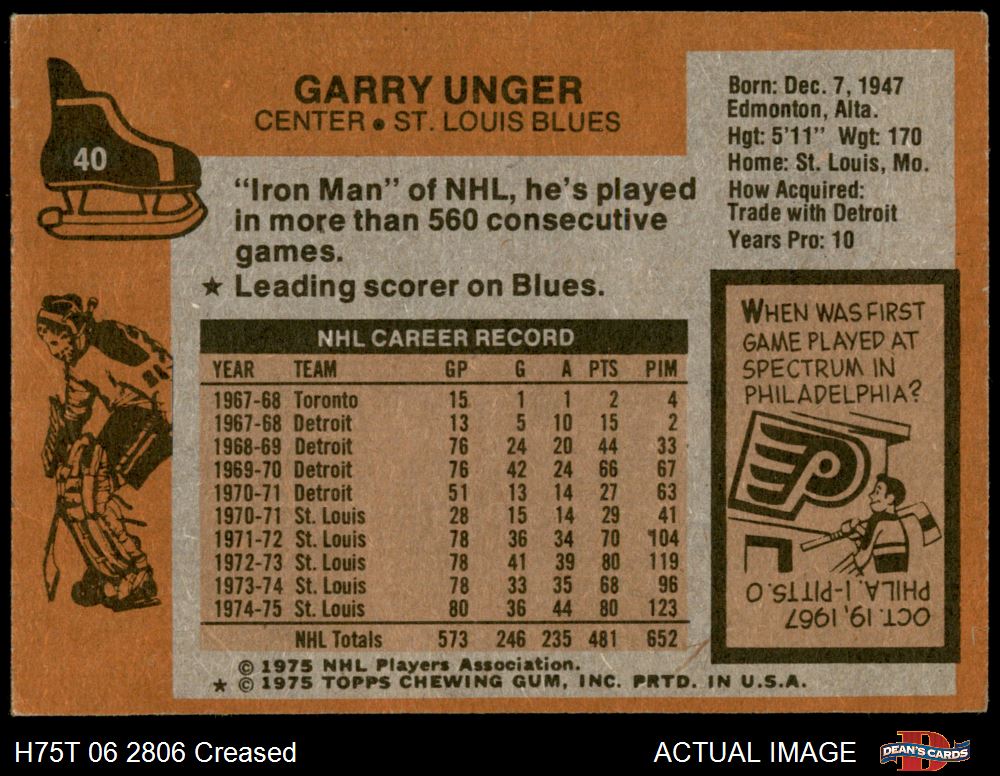 GARRY UNGER
CENTER • ST. LOUIS BLUES
40
Born: Dec. 7, 1947
Edmonton, Alta.
Hgt: 5'11" Wgt: 170
Home: St. Louis, Mo.
How Acquired:
Trade with Detroit
Years Pro: 10
"Iron Man" of NHL, he's played
in more than 560 consecutive
games.
★ Leading scorer on Blues.
NHL CAREER RECORD
YEAR TEAM GP G A PTS PIM
1967-68 Toronto 15 1 1 2 4
1967-68 Detroit 13 5 10 15 2
1968-69 Detroit 76 24 20 44 33
1969-70 Detroit 76 42 24 66 67
1970-71 Detroit 51 13 14 27 63
1970-71 St. Louis 28 15 14 29 41
1971-72 St. Louis 78 36 34 70 104
1972-73 St. Louis 78 41 39 80 119
1973-74 St. Louis 78 33 35 68 96
1974-75 St. Louis 80 36 44 80 123
NHL Totals 573 246 235 481 652
© 1975 NHL Players Association.
★ © 1975 TOPPS CHEWING GUM, INC. PRTD. IN U.S.A.
WHEN WAS FIRST
GAME PLAYED AT
SPECTRUM IN
PHILADELPHIA?
P
OCT. 19, 1967
PHILA. 1-PITTS. 0
H75T 06 2806 Creased
ACTUAL IMAGE
D
DEAN'S CARDS